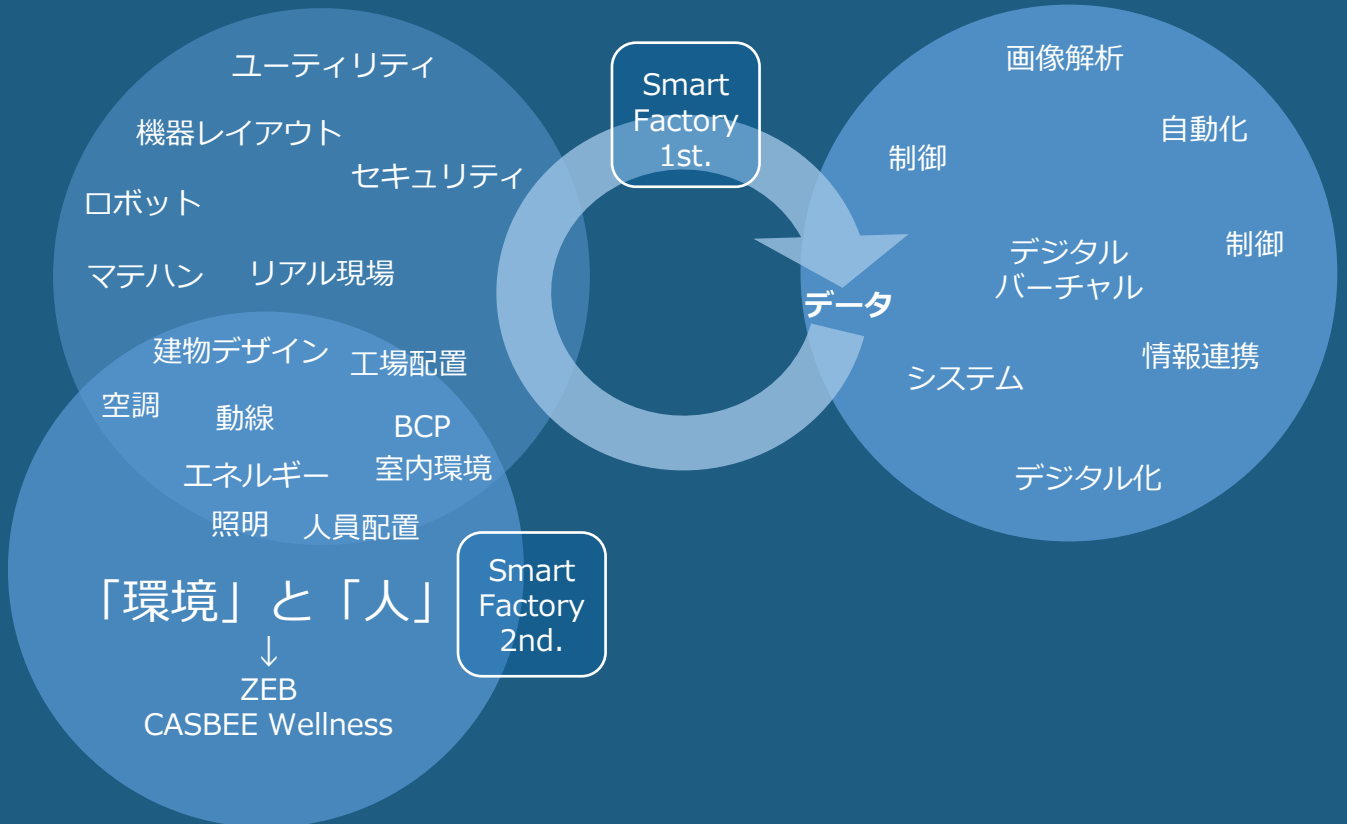 ユーティリティ
機器レイアウト
セキュリティ
ロボット
マテハン
リアル現場
建物デザイン
工場配置
空調
動線
BCP
エネルギー
室内環境
照明
人員配置
「環境」と「人」
↓
ZEB
CASBEE Wellness
Smart
Factory
1st.
Smart
Factory
2nd.
データ
画像解析
自動化
制御
デジタル
バーチャル
制御
情報連携
システム
デジタル化